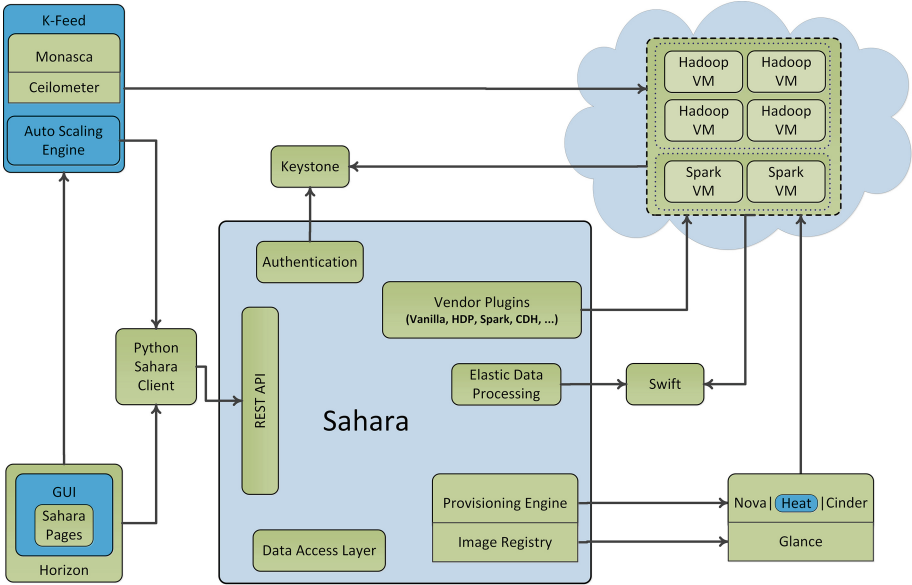 K-Feed
Monasca
Ceilometer
Auto Scaling
Engine
Hadoop
VM
Hadoop
VM
Hadoop
VM
Hadoop
VM
Spark
VM
Spark
VM
Keystone
Authentication
Vendor Plugins
(Vanilla, HDP, Spark, CDH, ...)
Python
Sahara
Client
REST API
Elastic Data
Processing
Swift
Sahara
GUI
Sahara
Pages
Horizon
Provisioning Engine
Image Registry
Data Access Layer
Nova| Heat |Cinder
Glance